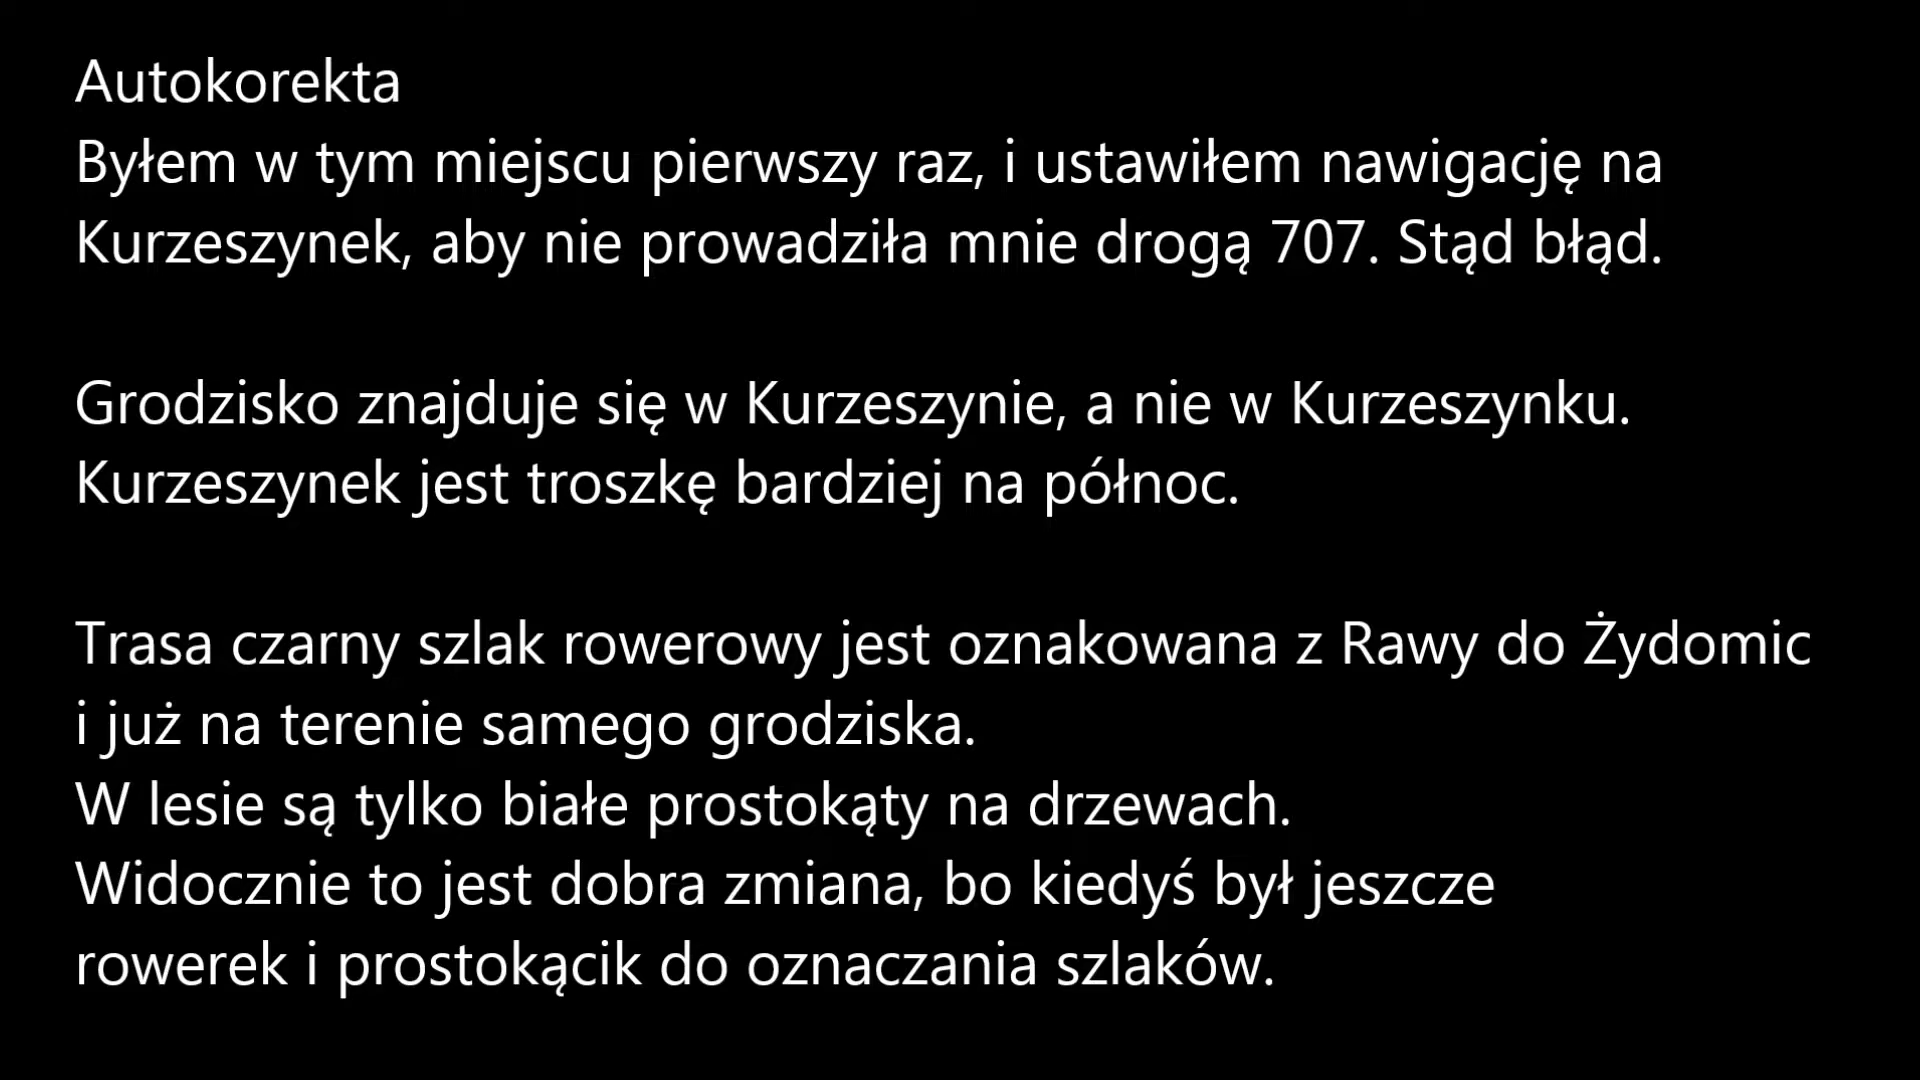 Autokorekta
Byłem w tym miejscu pierwszy raz, i ustawiłem nawigację na
Kurzeszynek, aby nie prowadziła mnie drogą 707. Stąd błąd.
Grodzisko znajduje się w Kurzeszynie, a nie w Kurzeszynku.
Kurzeszynek jest troszkę bardziej na północ.
Trasa czarny szlak rowerowy jest oznakowana z Rawy do Żydomic
i już na terenie samego grodziska.
W lesie są tylko białe prostokąty na drzewach.
Widocznie to jest dobra zmiana, bo kiedyś był jeszcze
rowerek i prostokącik do oznaczania szlaków.